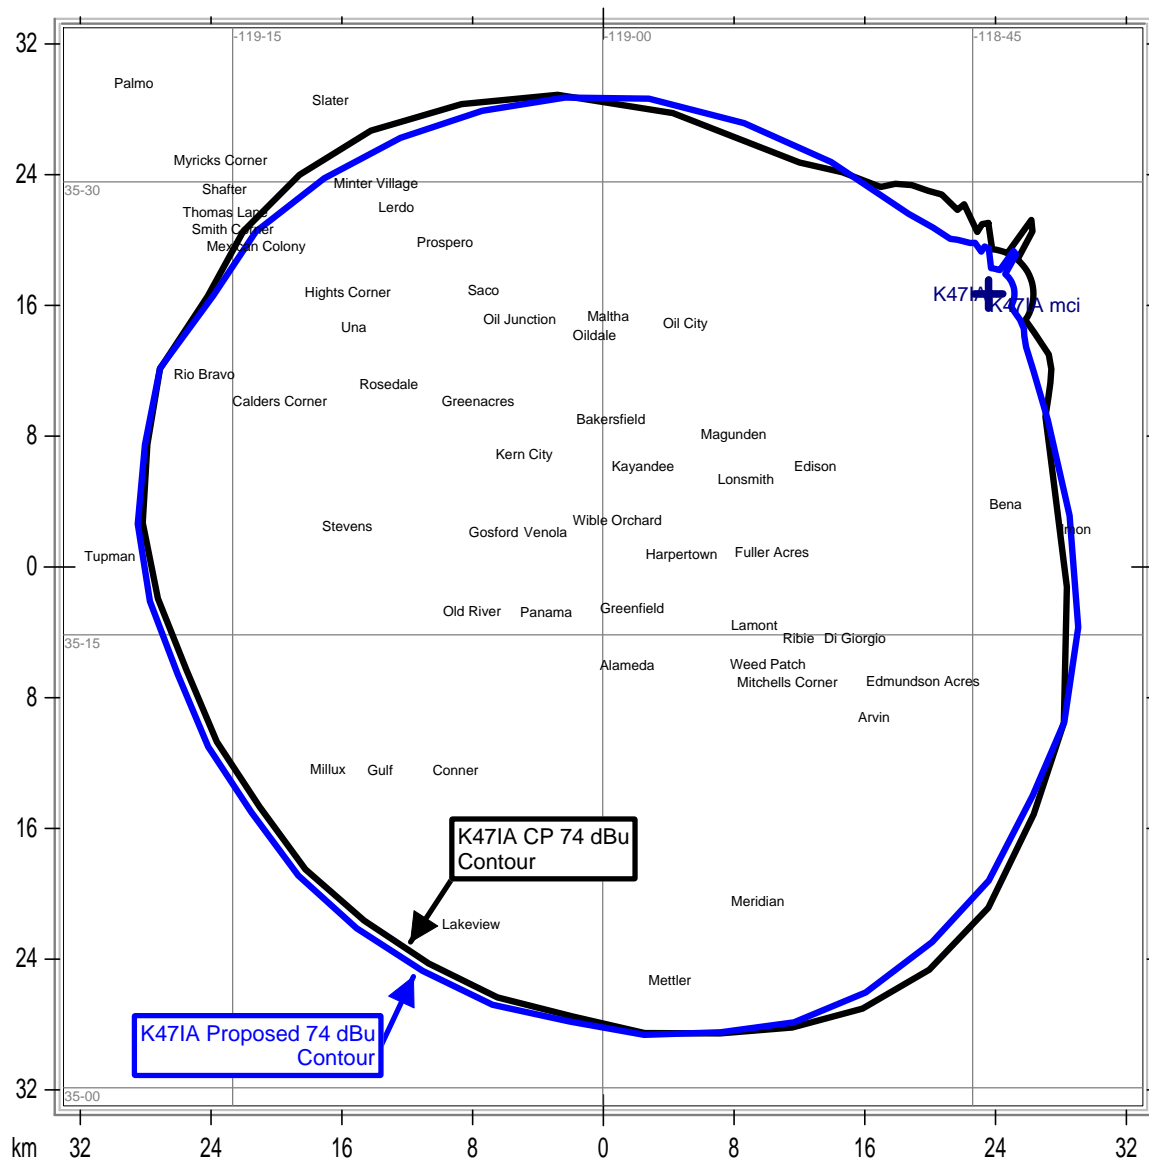 32
-119-15
-119-00
-118-45
Palmo
Slater
24
Myricks Corner
35-30
Shafter
Minter Village
Thomas Lane
Lerdo
Smith Corner
Mexican Colony
Prospero
16
Hights Corner
Saco
K47IA
K47IA mci
Una
Oil Junction
Maltha
Oil City
Oildale
Rio Bravo
Rosedale
Calders Corner
Greenacres
8
Bakersfield
Magunden
Kern City
Kayandee
Edison
Lonsmith
Bena
Stevens
Gosford
Venola
Wible Orchard
0
Tupman
Harpertown
Fuller Acres
Old River
Panama
Greenfield
35-15
Lamont
Ribie
Di Giorgio
Alameda
Weed Patch
8
Mitchells Corner
Edmundson Acres
Arvin
Millux
Gulf
Conner
16
K47IA CP 74 dBu
Contour
Meridian
Lakeview
24
Mettler
K47IA Proposed 74 dBu
Contour
32
35-00
km
32
24
16
8
0
8
16
24
32